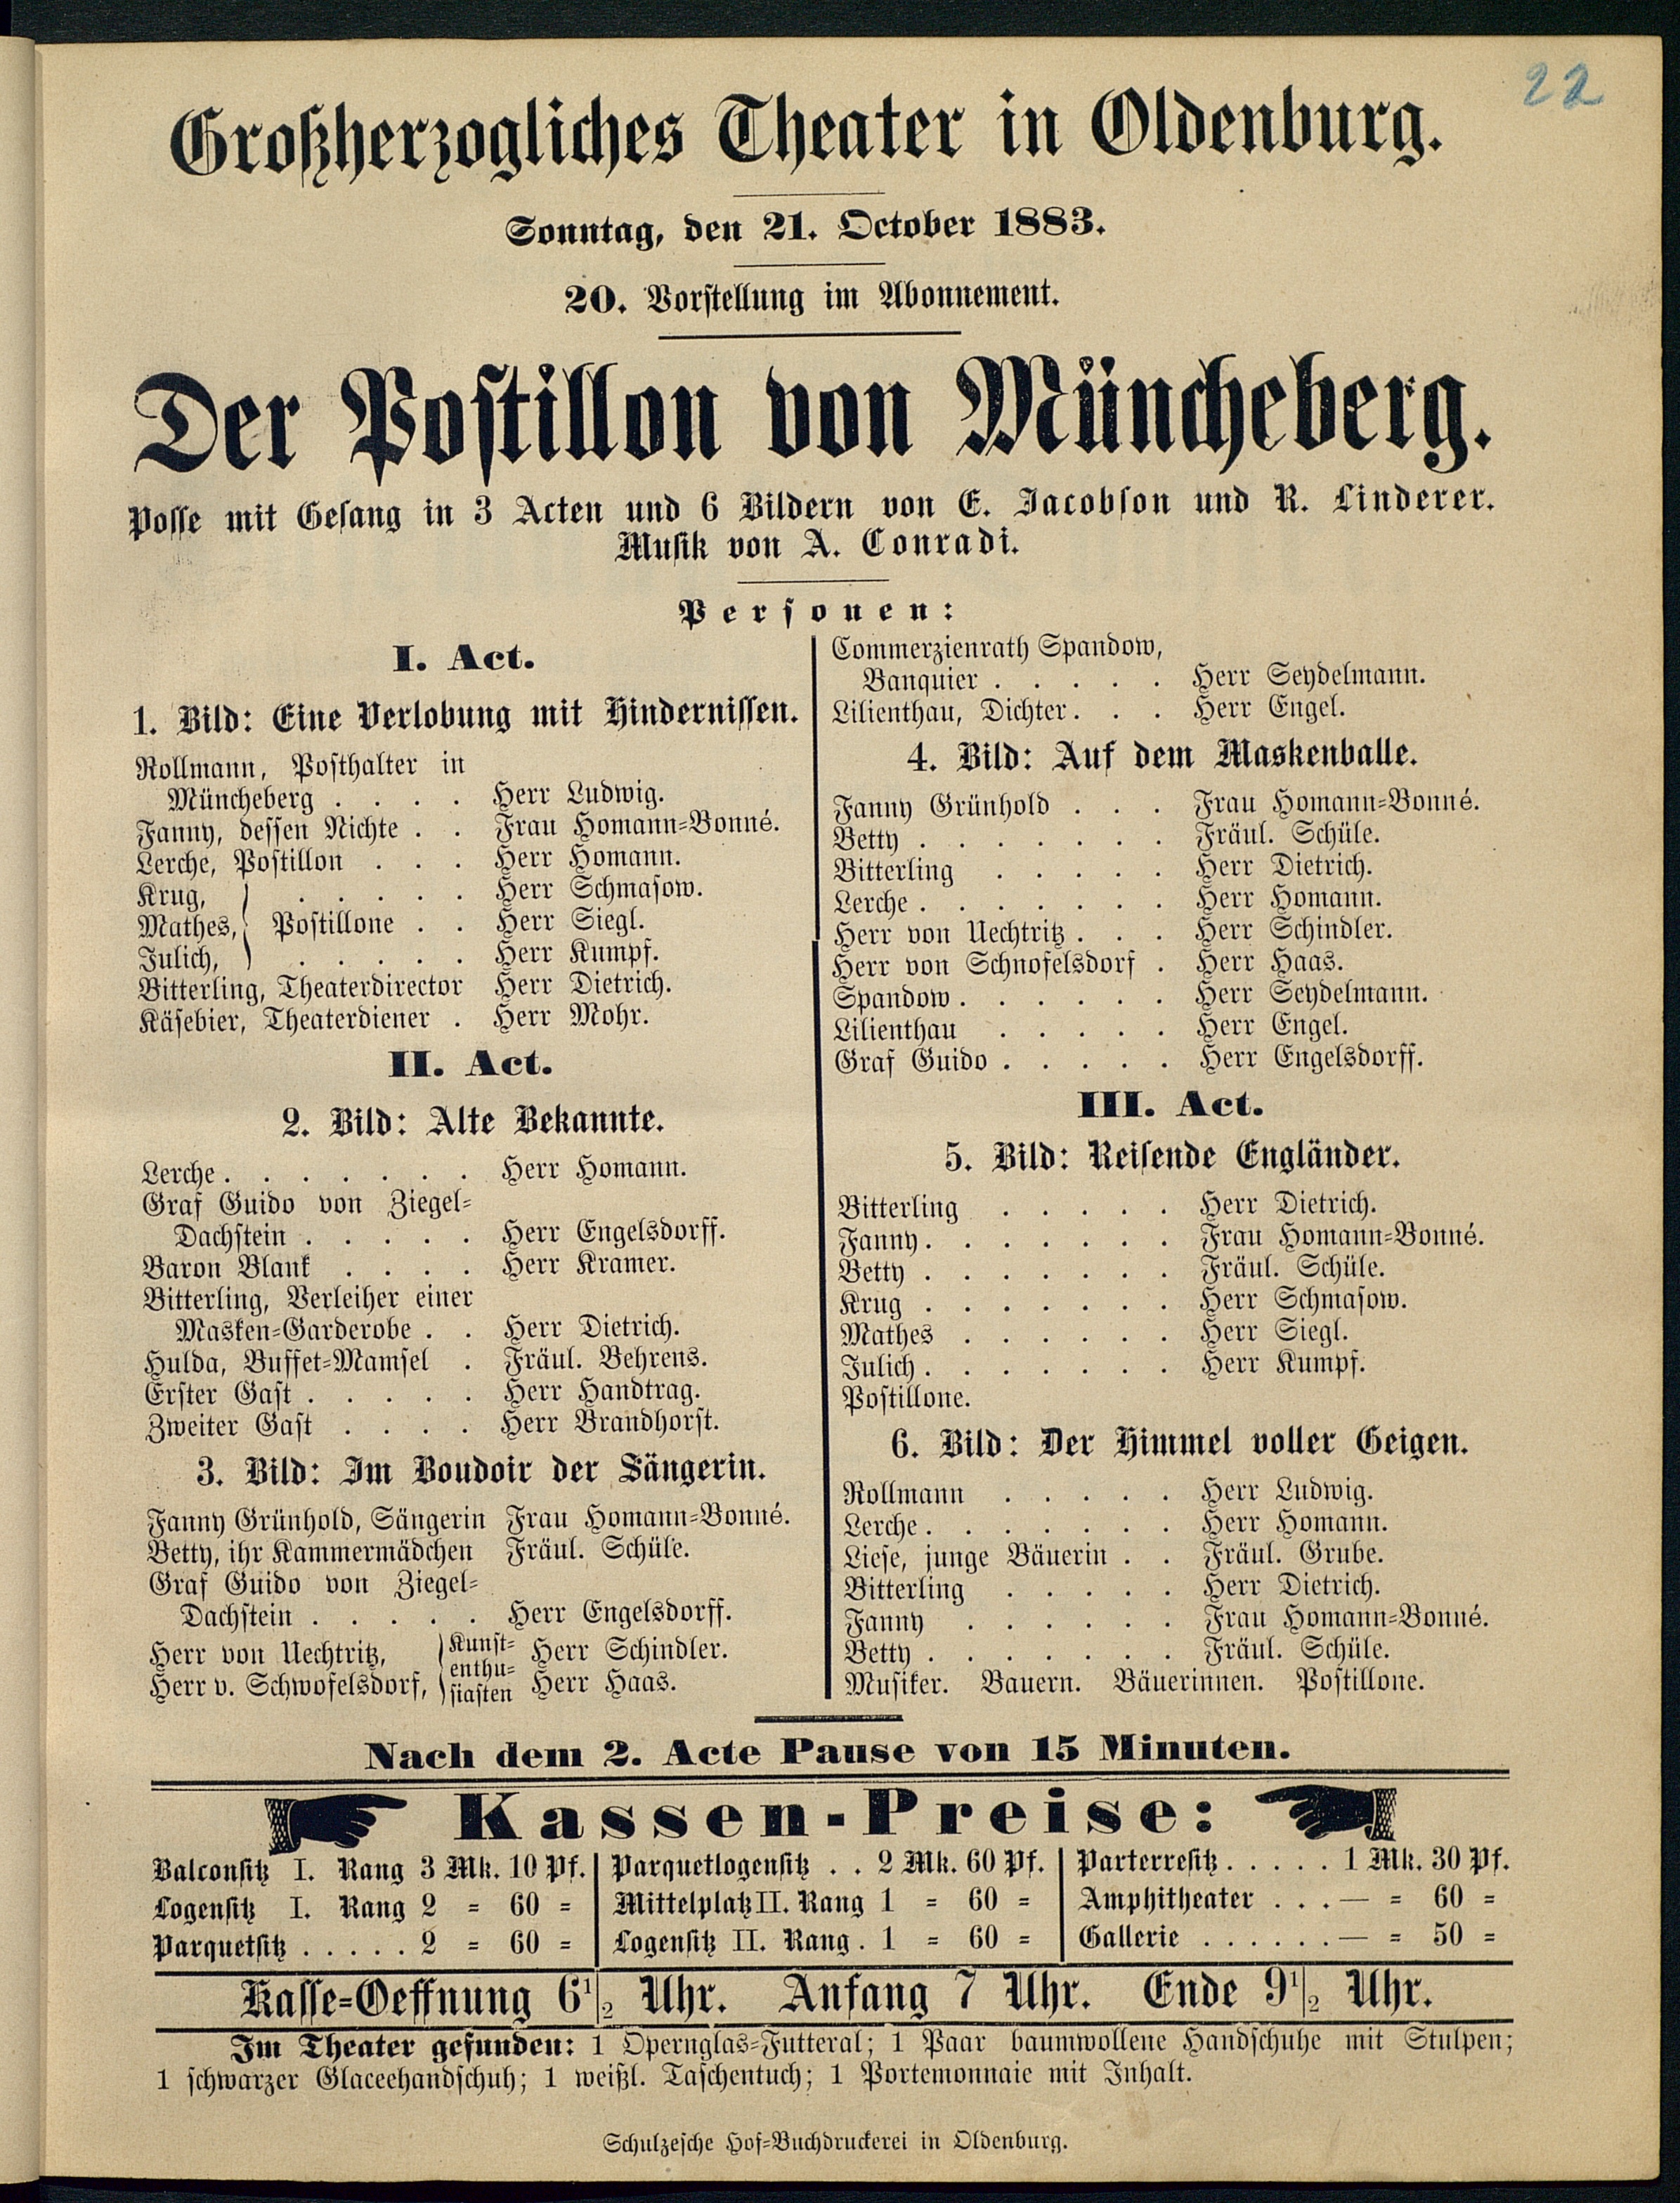 22
Großherzogliches Theater in Oldenburg.
Sonntag, den 21. October 1883.
20. Vorstellung im Abonnement.
Der Postillon von Müncheberg.
Posse mit Gesang in 3 Acten und 6 Bildern von E. Jacobson und R. Linderer.
Musik von A. Conradi.
Personen:
I. Act.
1. Bild: Eine Verlobung mit Hindernissen.
Rollmann, Posthalter in
Müncheberg . . . . Herr Ludwig.
Fanny, dessen Nichte . . Frau Homann-Bonné.
Lerche, Postillon . . . Herr Homann.
Krug, } . . . . . Herr Schmasow.
Mathes, } Postillone . . Herr Siegl.
Julich, } . . . . . Herr Kumpf.
Bitterling, Theaterdirector Herr Dietrich.
Käsebier, Theaterdiener . Herr Mohr.
II. Act.
2. Bild: Alte Bekannte.
Lerche . . . . . . . Herr Homann.
Graf Guido von Ziegel-
Dachstein . . . . . Herr Engelsdorff.
Baron Blank . . . . Herr Kramer.
Bitterling, Verleiher einer
Masken-Garderobe . . Herr Dietrich.
Hulda, Buffet-Mamsel . Fräul. Behrens.
Erster Gast . . . . . Herr Handtrag.
Zweiter Gast . . . . Herr Brandhorst.
3. Bild: Im Boudoir der Sängerin.
Fanny Grünhold, Sängerin Frau Homann-Bonné.
Betty, ihr Kammermädchen Fräul. Schüle.
Graf Guido von Ziegel-
Dachstein . . . . . Herr Engelsdorff.
Herr von Uechtritz, } Kunst- Herr Schindler.
enthu-
Herr v. Schwofelsdorf, } siasten Herr Haas.
Commerzienrath Spandow,
Banquier . . . . . Herr Seydelmann.
Lilienthau, Dichter . . . Herr Engel.
4. Bild: Auf dem Maskenballe.
Fanny Grünhold . . . Frau Homann-Bonné.
Betty . . . . . . . Fräul. Schüle.
Bitterling . . . . . Herr Dietrich.
Lerche . . . . . . . Herr Homann.
Herr von Uechtritz . . . Herr Schindler.
Herr von Schnofelsdorf . Herr Haas.
Spandow . . . . . . Herr Seydelmann.
Lilienthau . . . . . Herr Engel.
Graf Guido . . . . . Herr Engelsdorff.
III. Act.
5. Bild: Reisende Engländer.
Bitterling . . . . . Herr Dietrich.
Fanny . . . . . . . Frau Homann-Bonné.
Betty . . . . . . . Fräul. Schüle.
Krug . . . . . . . Herr Schmasow.
Mathes . . . . . . Herr Siegl.
Julich . . . . . . . Herr Kumpf.
Postillone.
6. Bild: Der Himmel voller Geigen.
Rollmann . . . . . Herr Ludwig.
Lerche . . . . . . . Herr Homann.
Liese, junge Bäuerin . . Fräul. Grube.
Bitterling . . . . . Herr Dietrich.
Fanny . . . . . . Frau Homann-Bonné.
Betty . . . . . . . Fräul. Schüle.
Musiker. Bauern. Bäuerinnen. Postillone.
Nach dem 2. Acte Pause von 15 Minuten.
Kassen-Preise:
Balconsitz I. Rang 3 Mk. 10 Pf.
Logensitz I. Rang 2 = 60 =
Parquetsitz . . . . . 2 = 60 =
Parquetlogensitz . . 2 Mk. 60 Pf.
Mittelplatz II. Rang 1 = 60 =
Logensitz II. Rang . 1 = 60 =
Parterresitz . . . . . 1 Mk. 30 Pf.
Amphitheater . . . — = 60 =
Gallerie . . . . . . — = 50 =
Kasse-Oeffnung 6 1/2 Uhr. Anfang 7 Uhr. Ende 9 1/2 Uhr.
Im Theater gefunden: 1 Opernglas-Futteral; 1 Paar baumwollene Handschuhe mit Stulpen;
1 schwarzer Glaceehandschuh; 1 weißl. Taschentuch; 1 Portemonnaie mit Inhalt.
Schulzesche Hof-Buchdruckerei in Oldenburg.